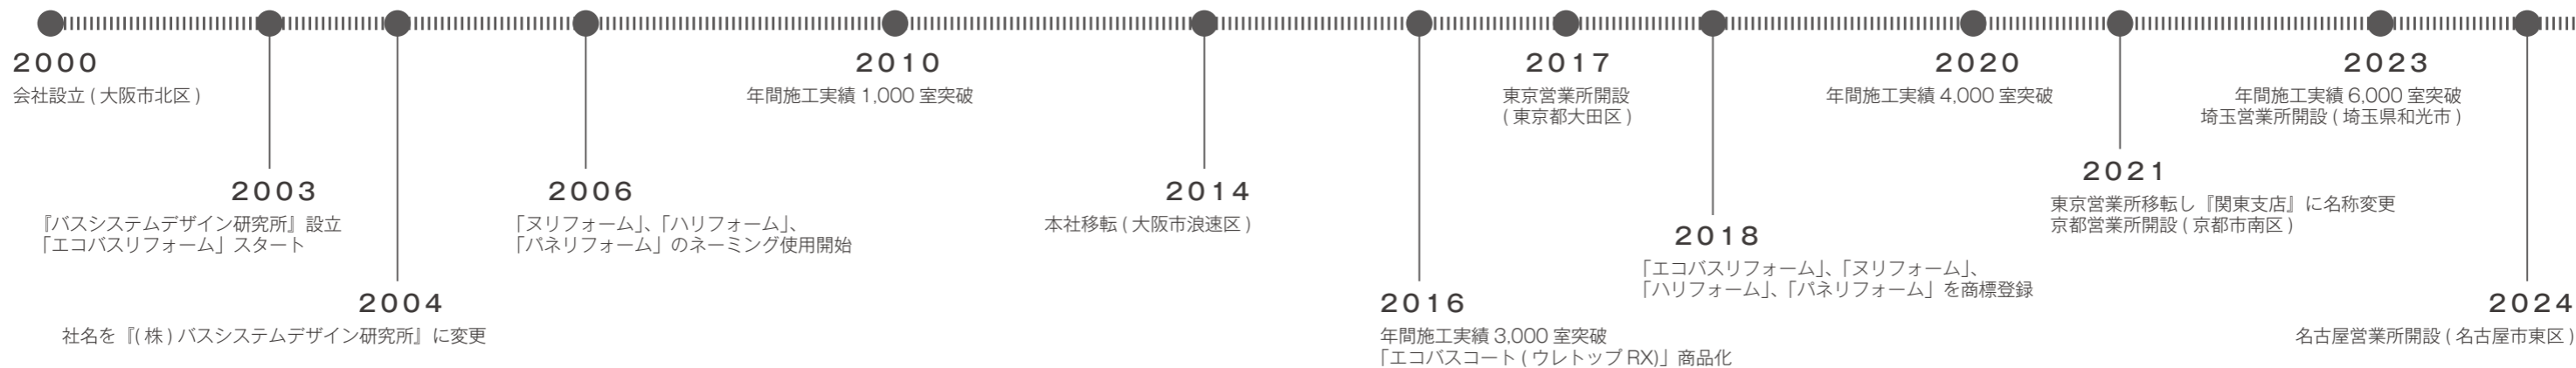 2000
会社設立 ( 大阪市北区 )
2003
『バスシステムデザイン研究所』設立
「エコバスリフォーム」スタート
2004
社名を『( 株 ) バスシステムデザイン研究所』に変更
2006
「ヌリフォーム」、「ハリフォーム」、
「パネリフォーム」のネーミング使用開始
2010
年間施工実績 1,000 室突破
2014
本社移転 ( 大阪市浪速区 )
2016
年間施工実績 3,000 室突破
「エコバスコート ( ウレトップ RX)」商品化
2017
東京営業所開設
( 東京都大田区 )
2018
「エコバスリフォーム」、「ヌリフォーム」、
「ハリフォーム」、「パネリフォーム」を商標登録
2020
年間施工実績 4,000 室突破
2021
東京営業所移転し『関東支店』に名称変更
京都営業所開設 ( 京都市南区 )
2023
年間施工実績 6,000 室突破
埼玉営業所開設 ( 埼玉県和光市 )
2024
名古屋営業所開設 ( 名古屋市東区 )